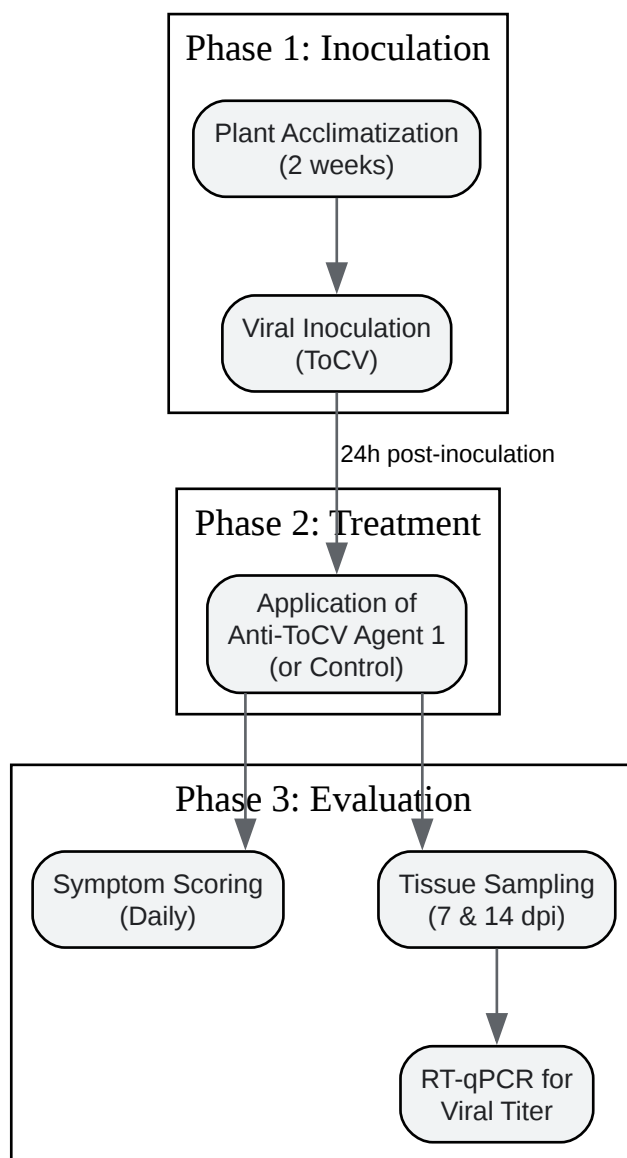 Phase 1: Inoculation
Plant Acclimatization
(2 weeks)
Viral Inoculation
(ToCV)
24h post-inoculation
Phase 2: Treatment
Application of
Anti-ToCV Agent 1
(or Control)
Phase 3: Evaluation
Symptom Scoring
(Daily)
Tissue Sampling
(7 & 14 dpi)
RT-qPCR for
Viral Titer